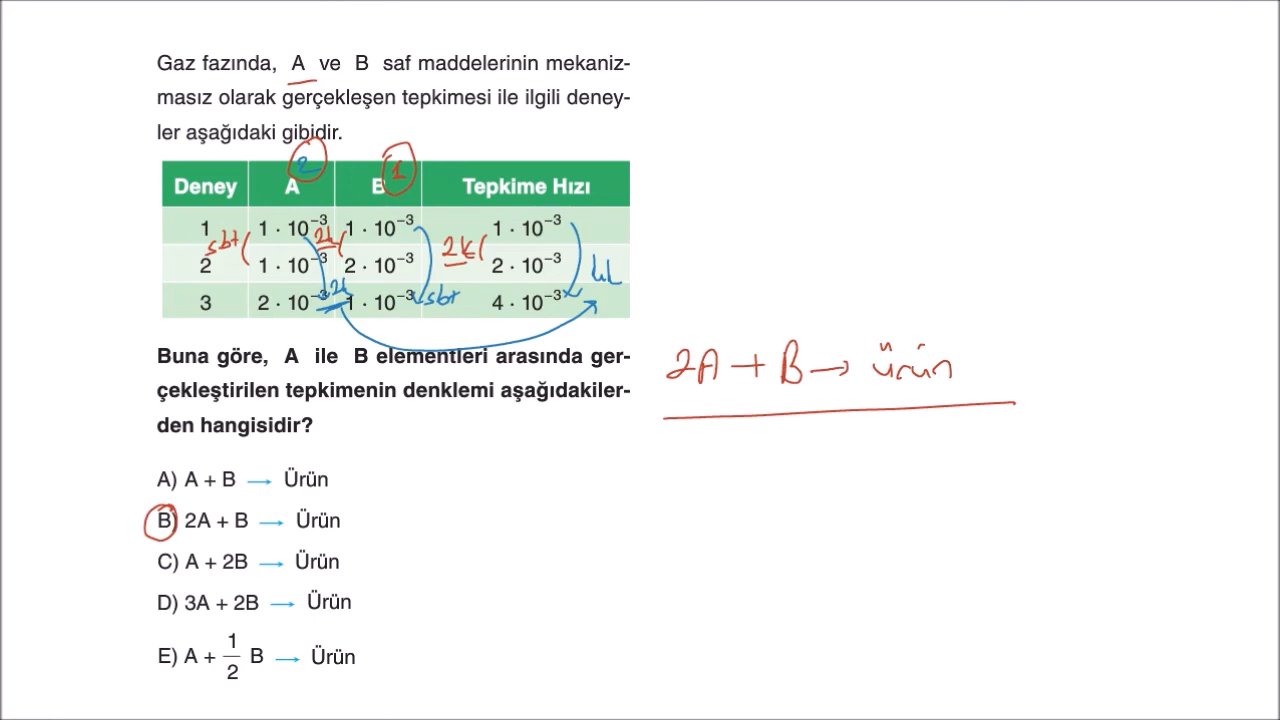 Gaz fazında, A ve B saf maddelerinin mekaniz-
masız olarak gerçekleşen tepkimesi ile ilgili deney-
ler aşağıdaki gibidir.
2 1
Deney A B Tepkime Hızı
1 1 · 10⁻³ 1 · 10⁻³ 1 · 10⁻³
sbt 2k 2k
2 1 · 10⁻³ 2 · 10⁻³ 2 · 10⁻³
3 2 · 10⁻³ 2k 1 · 10⁻³ sbt 4 · 10⁻³
Buna göre, A ile B elementleri arasında ger-
çekleştirilen tepkimenin denklemi aşağıdakiler-
den hangisidir?
2A + B → ürün
A) A + B → Ürün
B) 2A + B → Ürün
C) A + 2B → Ürün
D) 3A + 2B → Ürün
E) A + 1/2 B → Ürün